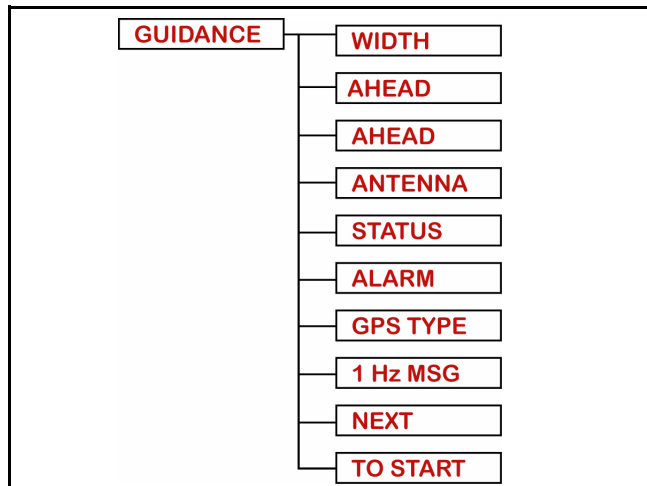 GUIDANCE
WIDTH
AHEAD
AHEAD
ANTENNA
STATUS
ALARM
GPS TYPE
1 Hz MSG
NEXT
TO START